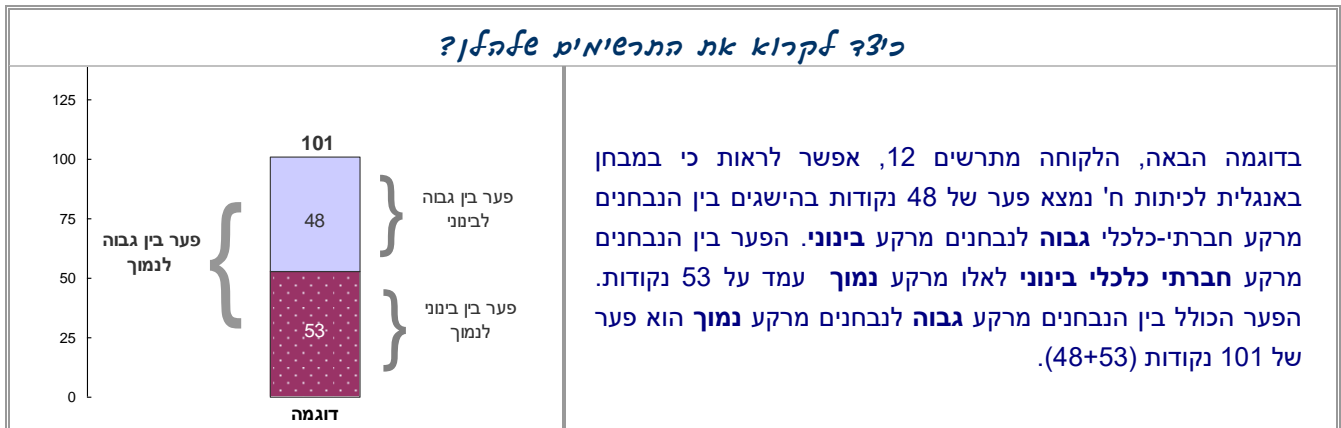 כיצד לקרוא את התרשימים שלהלן?
בדוגמה הבאה, הלקוחה מתרשים 12, אפשר לראות כי במבחן
באנגלית לכיתות ח' נמצא פער של 48 נקודות בהישגים בין הנבחנים
מרקע חברתי-כלכלי גבוה לנבחנים מרקע בינוני. הפער בין הנבחנים
מרקע חברתי כלכלי בינוני לאלו מרקע נמוך עמד על 53 נקודות.
הפער הכולל בין הנבחנים מרקע גבוה לנבחנים מרקע נמוך הוא פער
של 101 נקודות (48+53).
125
100
75
50
25
0
101
48
53
פער בין גבוה
לבינוני
פער בין בינוני
לנמוך
פער בין גבוה
לנמוך
דוגמה